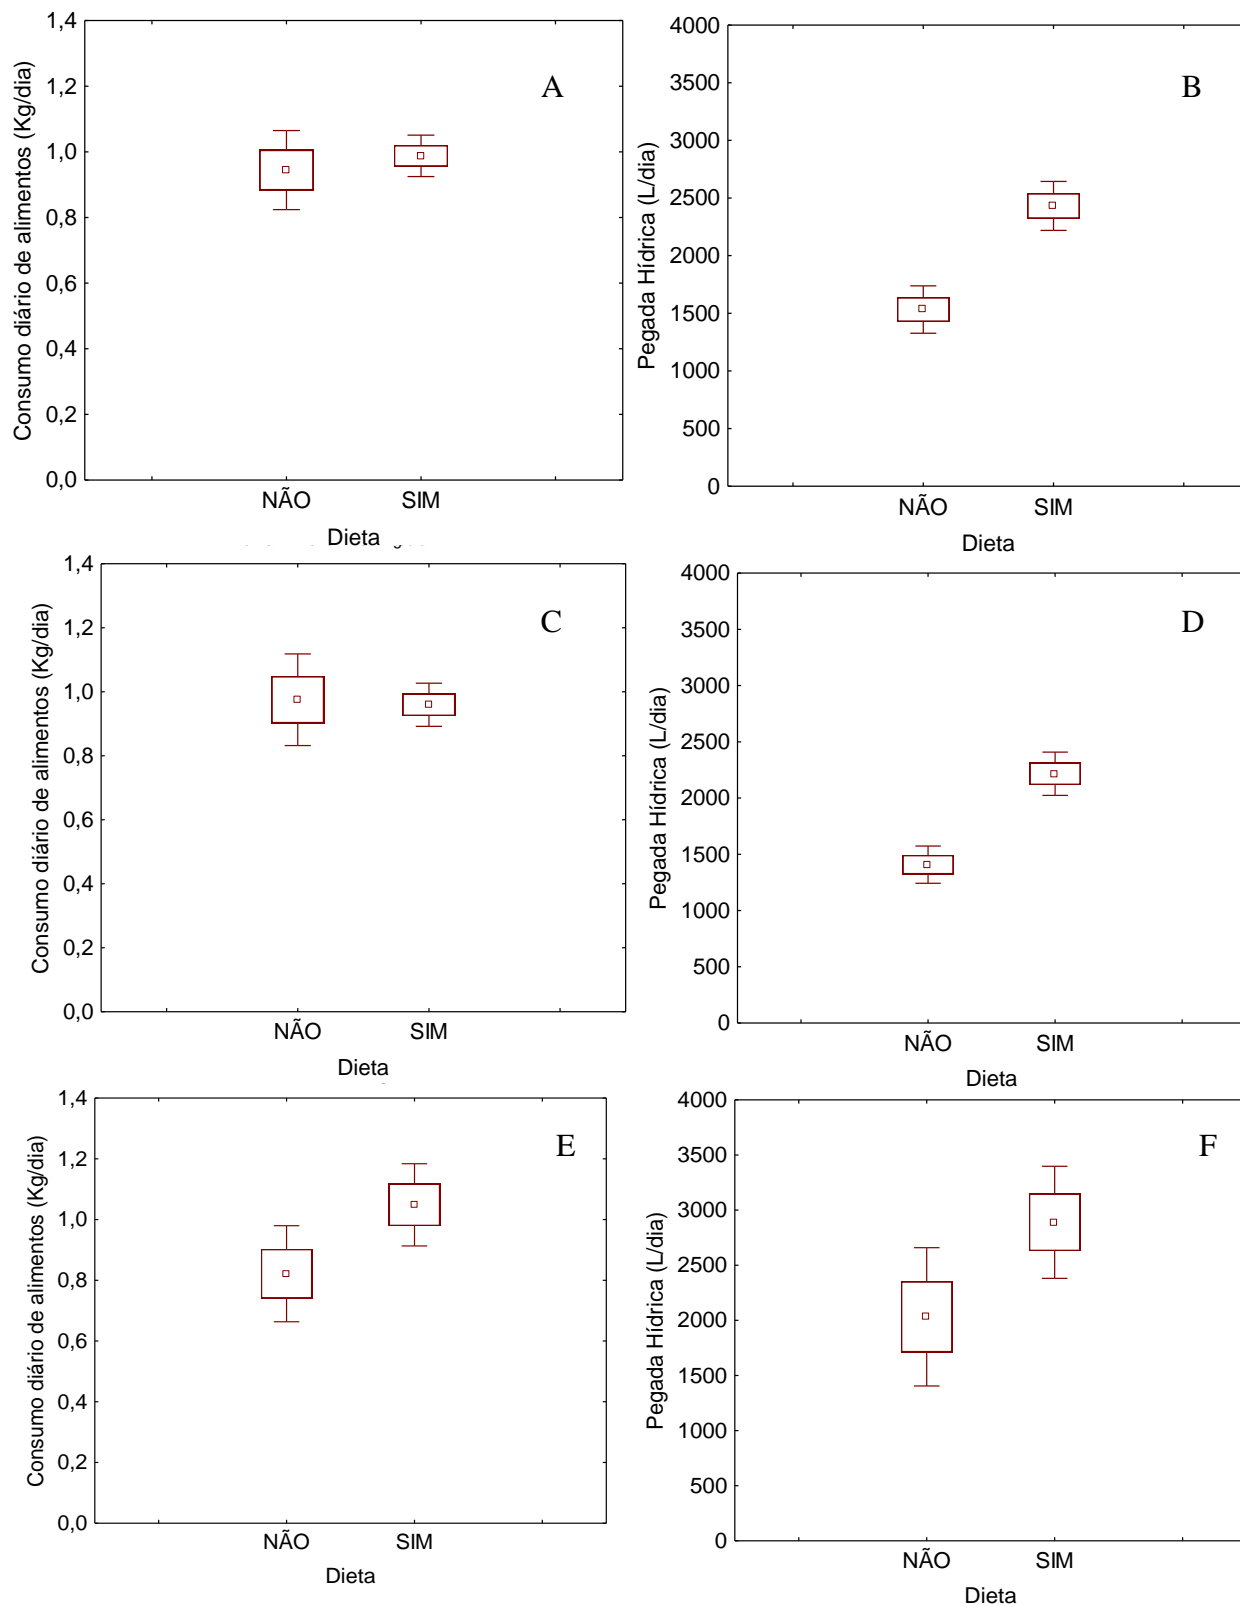 A
Consumo diário de alimentos (Kg/dia)
1,4
1,2
1,0
0,8
0,6
0,4
0,2
0,0
NÃO SIM
Dieta
B
Pegada Hídrica (L/dia)
4000
3500
3000
2500
2000
1500
1000
500
0
NÃO SIM
Dieta
C
Consumo diário de alimentos (Kg/dia)
1,4
1,2
1,0
0,8
0,6
0,4
0,2
0,0
NÃO SIM
Dieta
D
Pegada Hídrica (L/dia)
4000
3500
3000
2500
2000
1500
1000
500
0
NÃO SIM
Dieta
E
Consumo diário de alimentos (Kg/dia)
1,4
1,2
1,0
0,8
0,6
0,4
0,2
0,0
NÃO SIM
Dieta
F
Pegada Hídrica (L/dia)
4000
3500
3000
2500
2000
1500
1000
500
0
NÃO SIM
Dieta